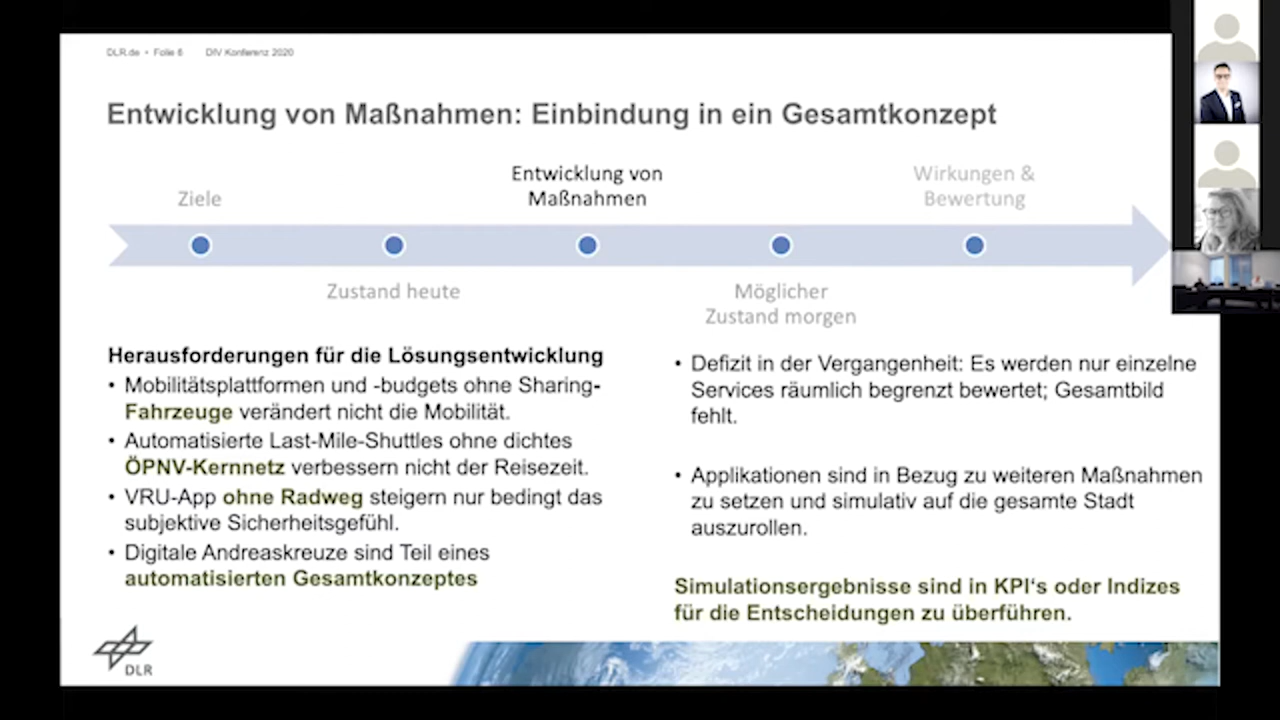 DLR.de • Folie 6 DIV Konferenz 2020
Entwicklung von Maßnahmen: Einbindung in ein Gesamtkonzept
Ziele
Entwicklung von
Maßnahmen
Wirkungen &
Bewertung
Zustand heute
Möglicher
Zustand morgen
Herausforderungen für die Lösungsentwicklung
• Mobilitätsplattformen und -budgets ohne Sharing-
Fahrzeuge verändert nicht die Mobilität.
• Automatisierte Last-Mile-Shuttles ohne dichtes
ÖPNV-Kernnetz verbessern nicht der Reisezeit.
• VRU-App ohne Radweg steigern nur bedingt das
subjektive Sicherheitsgefühl.
• Digitale Andreaskreuze sind Teil eines
automatisierten Gesamtkonzeptes
• Defizit in der Vergangenheit: Es werden nur einzelne
Services räumlich begrenzt bewertet; Gesamtbild
fehlt.
• Applikationen sind in Bezug zu weiteren Maßnahmen
zu setzen und simulativ auf die gesamte Stadt
auszurollen.
Simulationsergebnisse sind in KPI's oder Indizes
für die Entscheidungen zu überführen.
DLR